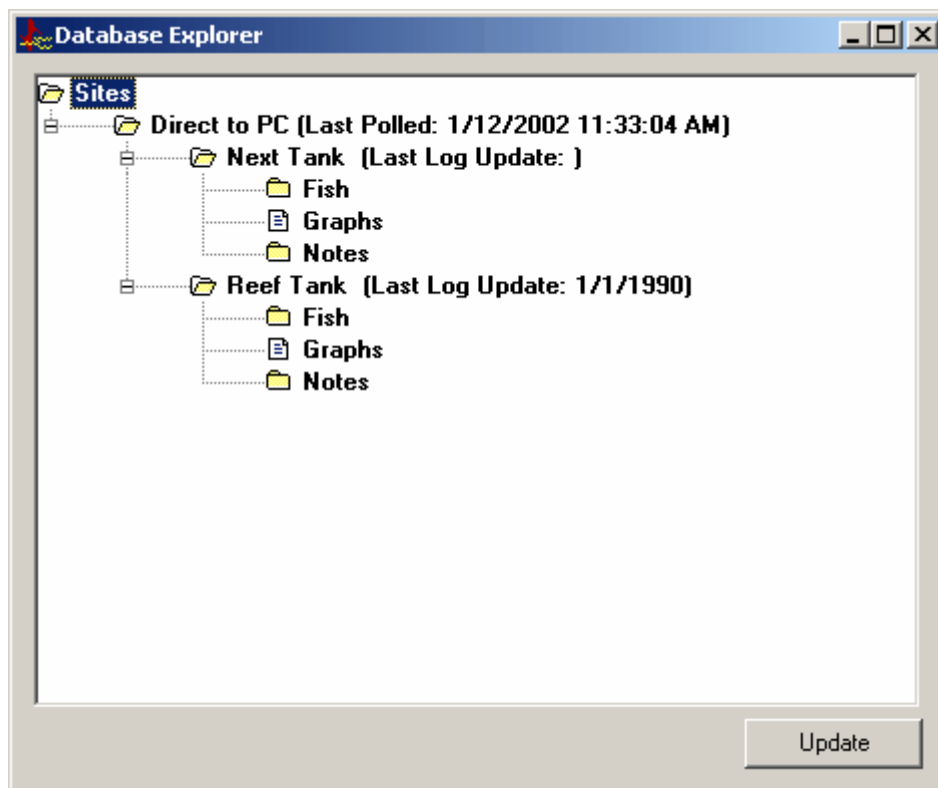 Database Explorer
Sites
Direct to PC (Last Polled: 1/12/2002 11:33:04 AM)
Next Tank  (Last Log Update: )
Fish
Graphs
Notes
Reef Tank  (Last Log Update: 1/1/1990)
Fish
Graphs
Notes
Update